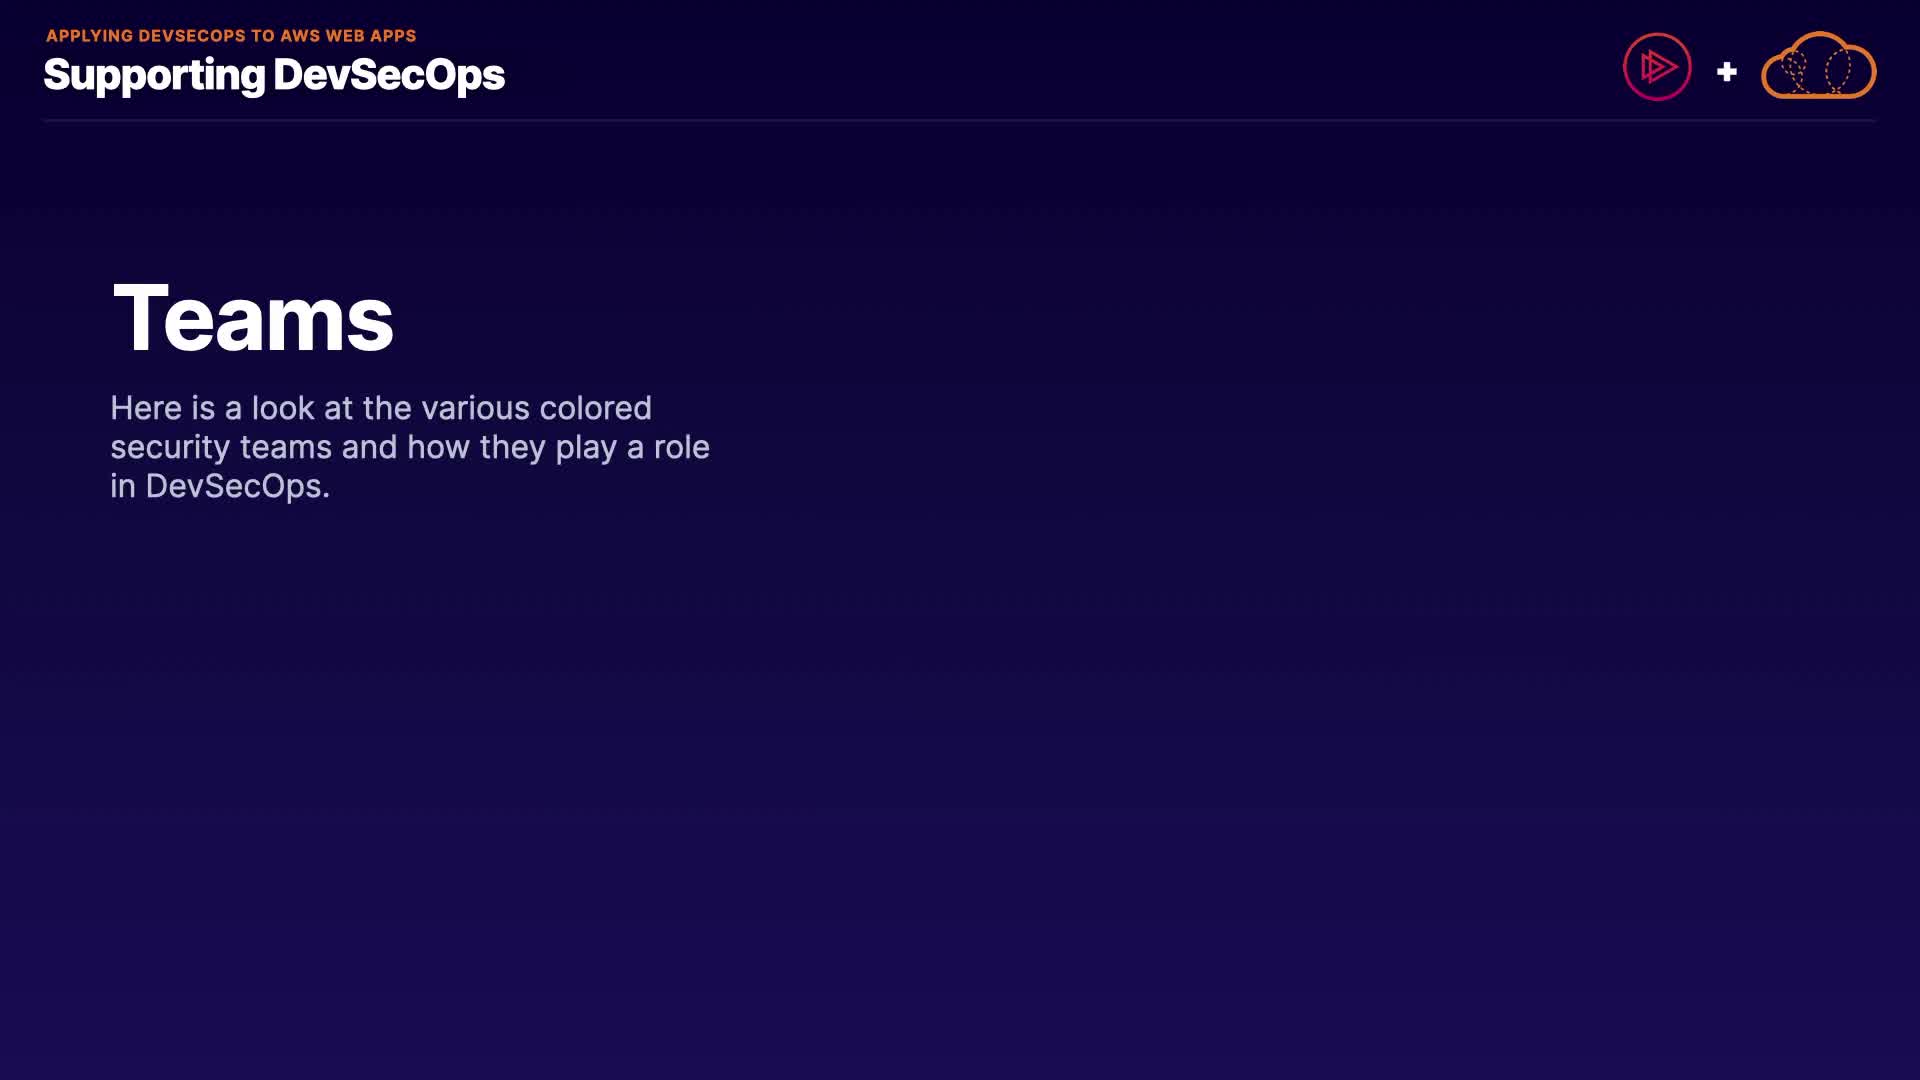 APPLYING DEVSECOPS TO AWS WEB APPS
Supporting DevSecOps
Teams
Here is a look at the various colored
security teams and how they play a role
in DevSecOps.